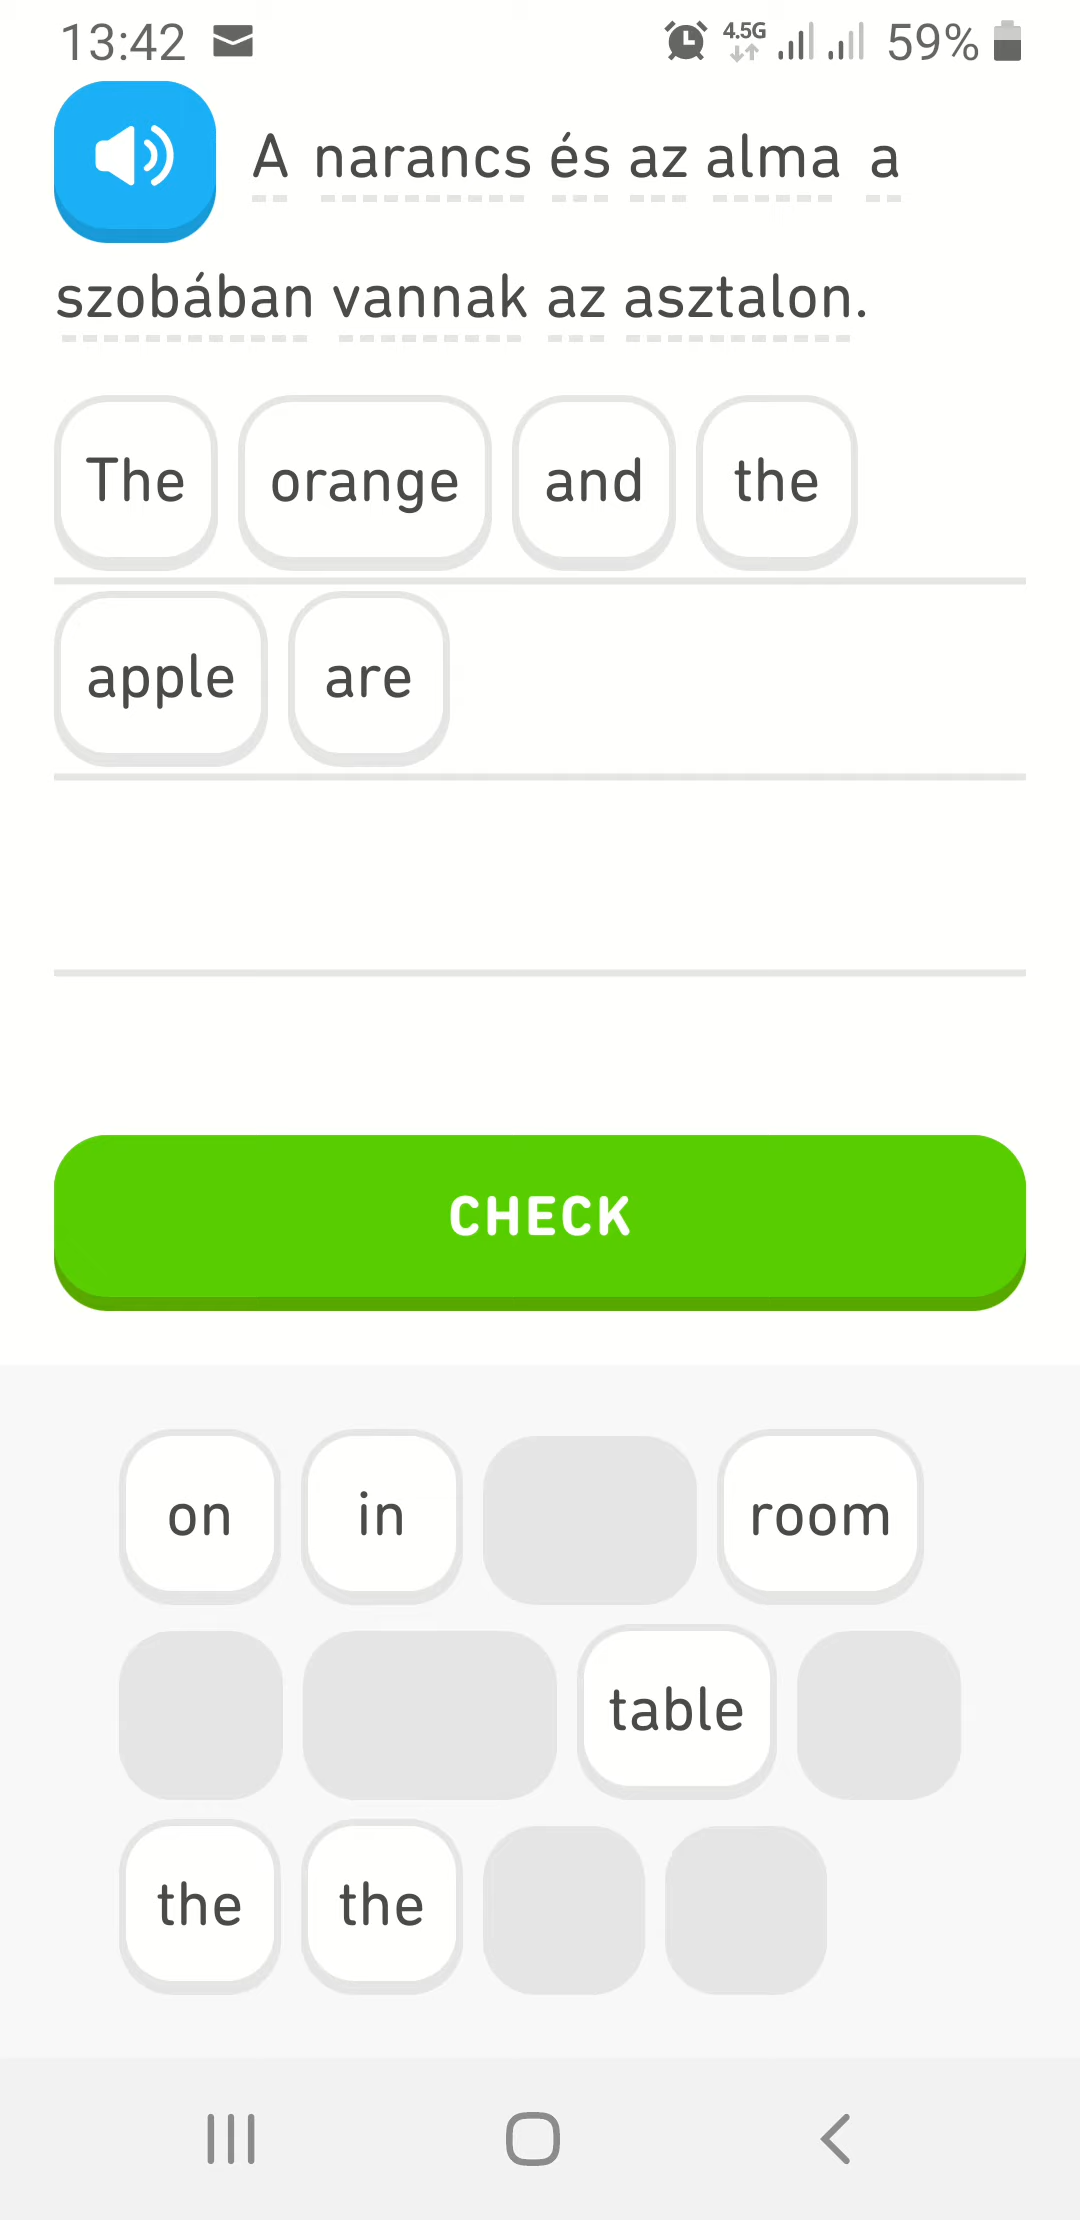 13:42 4.5G 59%
A narancs és az alma a
szobában vannak az asztalon.
The orange and the
apple are
CHECK
on in room
table
the the